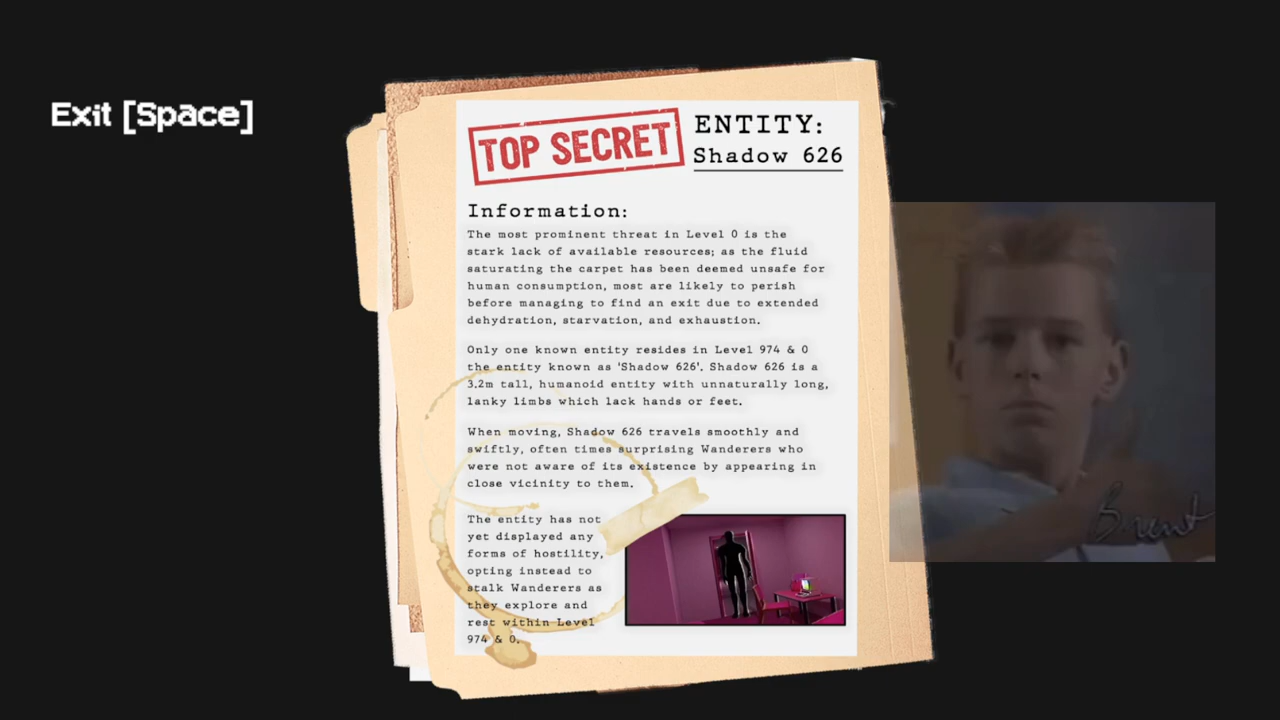 Exit [Space]
TOP SECRET
ENTITY:
Shadow 626
Information:
The most prominent threat in Level 0 is the
stark lack of available resources; as the fluid
saturating the carpet has been deemed unsafe for
human consumption, most are likely to perish
before managing to find an exit due to extended
dehydration, starvation, and exhaustion.
Only one known entity resides in Level 974 & 0
the entity known as 'Shadow 626'. Shadow 626 is a
3.2m tall, humanoid entity with unnaturally long,
lanky limbs which lack hands or feet.
When moving, Shadow 626 travels smoothly and
swiftly, often times surprising Wanderers who
were not aware of its existence by appearing in
close vicinity to them.
The entity has not
yet displayed any
forms of hostility,
opting instead to
stalk Wanderers as
they explore and
rest within Level
974 & 0.
Brent